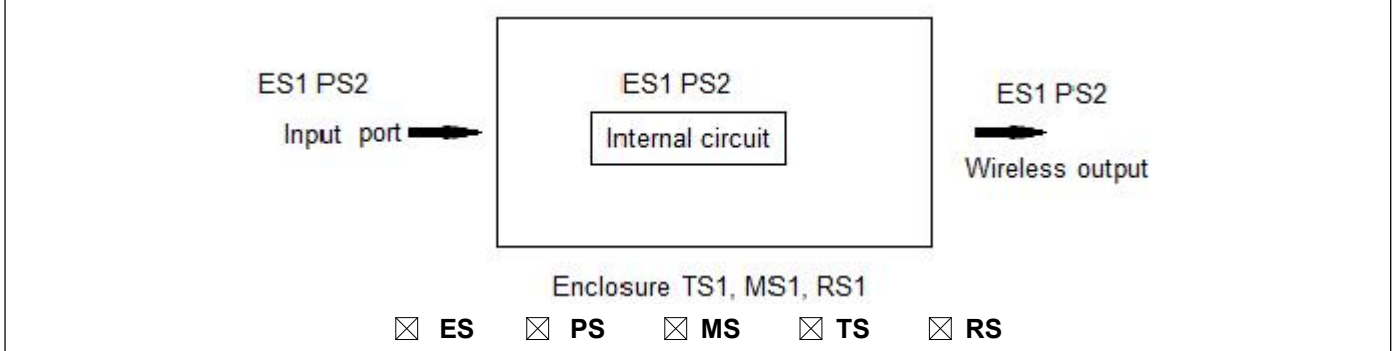 ES1 PS2
Input port
ES1 PS2
Internal circuit
ES1 PS2
Wireless output
Enclosure TS1, MS1, RS1
☒ ES ☒ PS ☒ MS ☒ TS ☒ RS